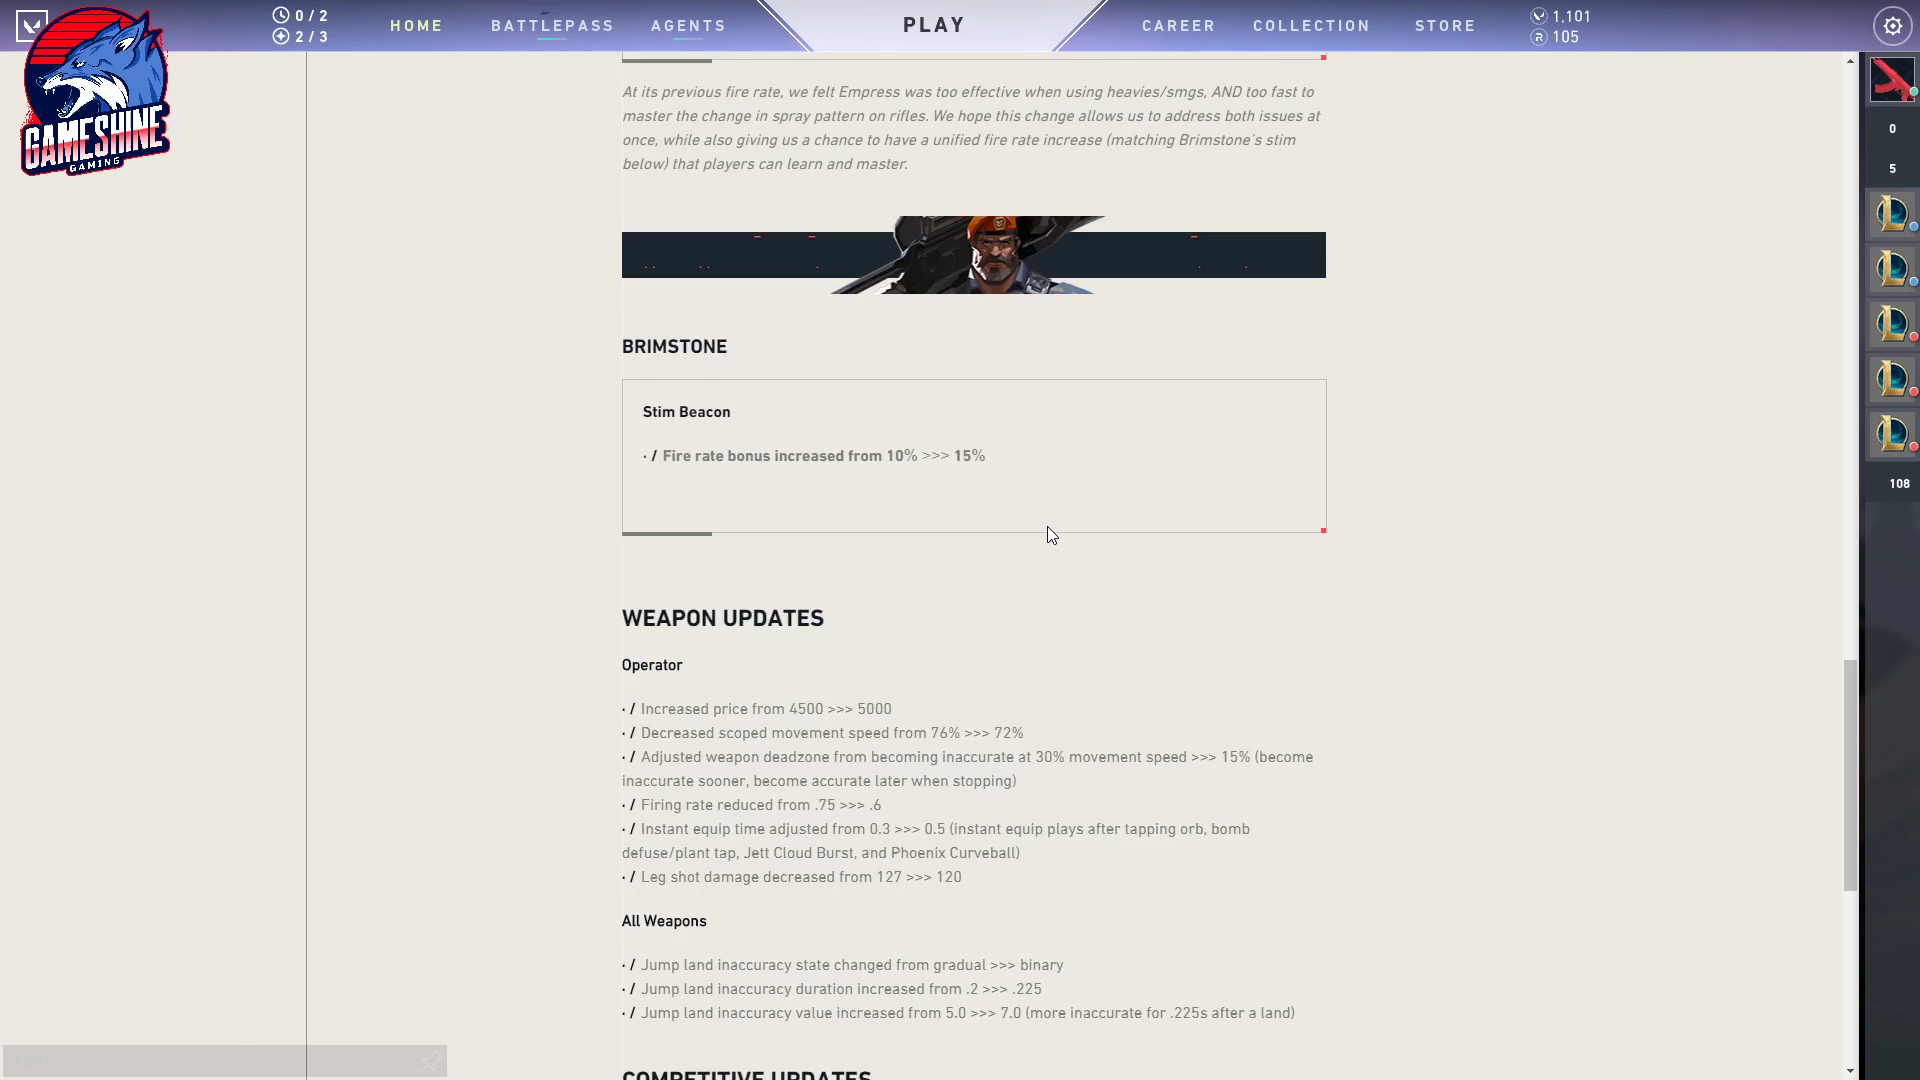 0 / 2
2 / 3
HOME
BATTLEPASS
AGENTS
PLAY
CAREER
COLLECTION
STORE
1,101
R 105
GAMESHINE
GAMING
At its previous fire rate, we felt Empress was too effective when using heavies/smgs, AND too fast to
master the change in spray pattern on rifles. We hope this change allows us to address both issues at
once, while also giving us a chance to have a unified fire rate increase (matching Brimstone's stim
below) that players can learn and master.
BRIMSTONE
Stim Beacon
· / Fire rate bonus increased from 10% >>> 15%
WEAPON UPDATES
Operator
· / Increased price from 4500 >>> 5000
· / Decreased scoped movement speed from 76% >>> 72%
· / Adjusted weapon deadzone from becoming inaccurate at 30% movement speed >>> 15% (become
inaccurate sooner, become accurate later when stopping)
· / Firing rate reduced from .75 >>> .6
· / Instant equip time adjusted from 0.3 >>> 0.5 (instant equip plays after tapping orb, bomb
defuse/plant tap, Jett Cloud Burst, and Phoenix Curveball)
· / Leg shot damage decreased from 127 >>> 120
All Weapons
· / Jump land inaccuracy state changed from gradual >>> binary
· / Jump land inaccuracy duration increased from .2 >>> .225
· / Jump land inaccuracy value increased from 5.0 >>> 7.0 (more inaccurate for .225s after a land)
COMPETITIVE UPDATES
0
5
L
L
L
L
L
108